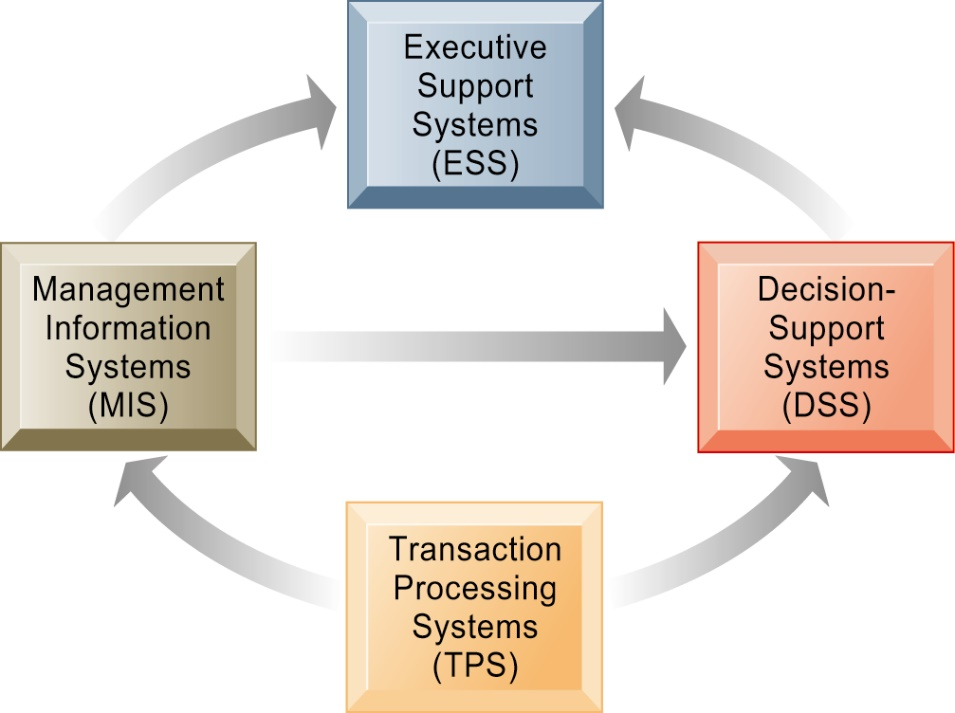 Executive
Support
Systems
(ESS)
Management
Information
Systems
(MIS)
Decision-
Support
Systems
(DSS)
Transaction
Processing
Systems
(TPS)